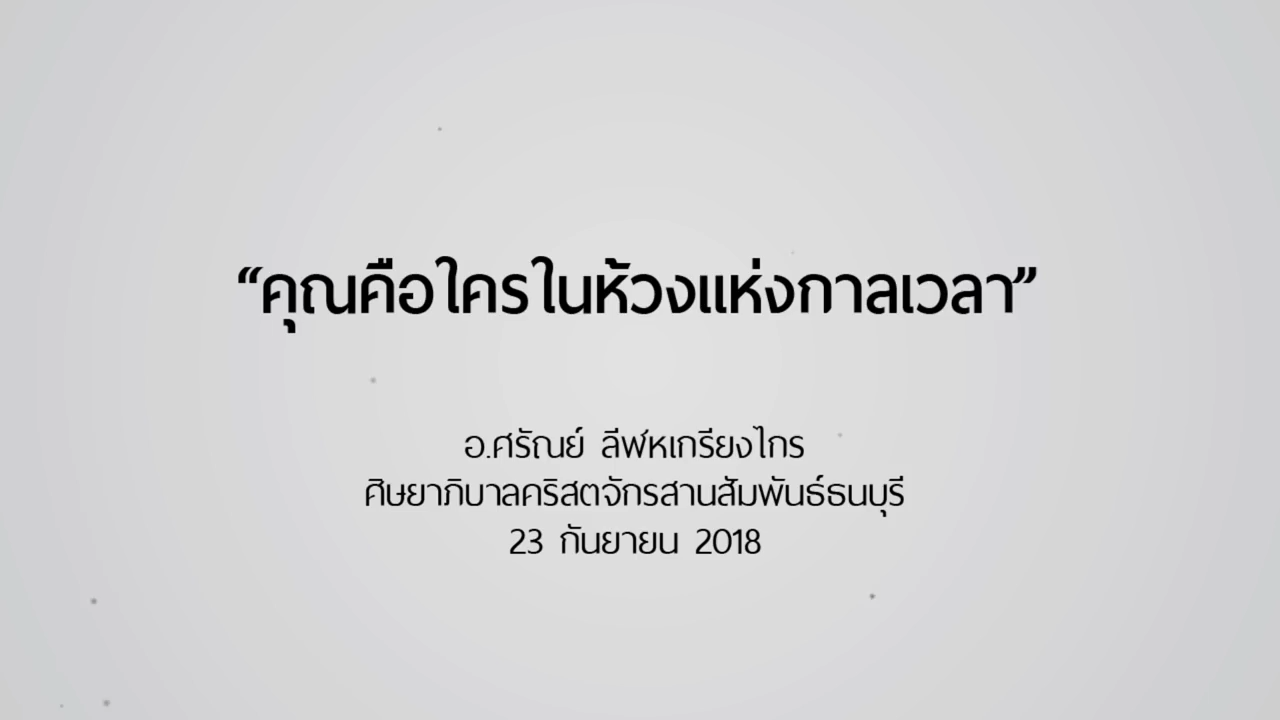 “คุณคือใครในห้วงแห่งกาลเวลา”
อ.ศรัณย์ ลีฬหเกรียงไกร
ศิษยาภิบาลคริสตจักรสานสัมพันธ์ธนบุรี
23 กันยายน 2018